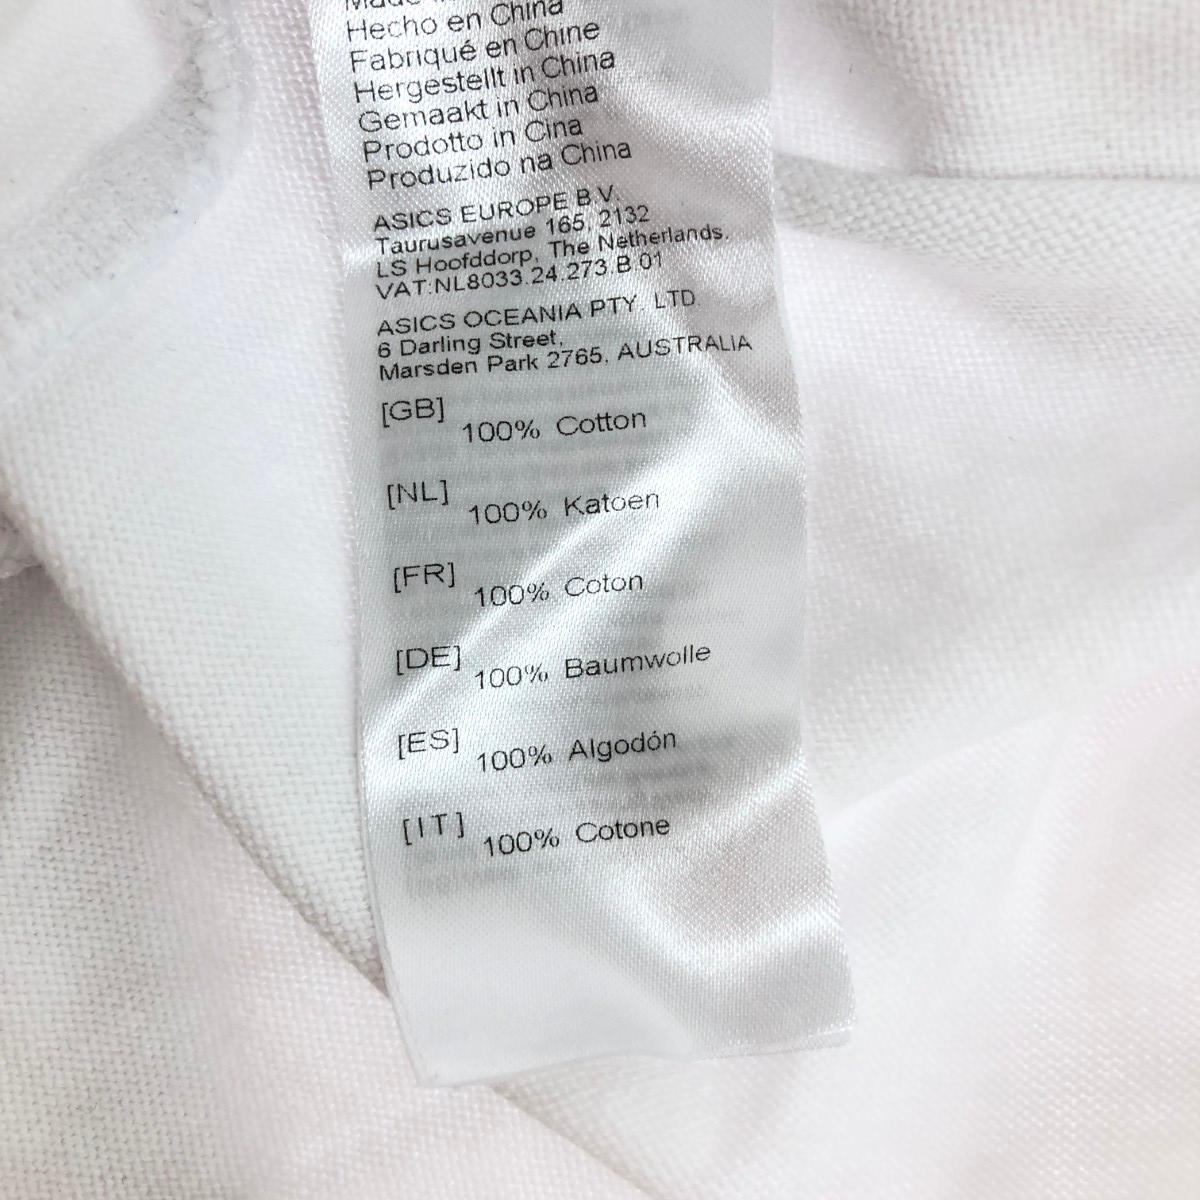 Made in
Hecho en China
Fabriqué en Chine
Hergestellt in China
Gemaakt in China
Prodotto in Cina
Produzido na China
ASICS EUROPE B.V.
Taurusavenue 165, 2132
LS Hoofddorp, The Netherlands.
VAT:NL8033.24.273.B.01
ASICS OCEANIA PTY. LTD.
6 Darling Street,
Marsden Park 2765, AUSTRALIA
[GB] 100% Cotton
[NL] 100% Katoen
[FR] 100% Coton
[DE] 100% Baumwolle
[ES] 100% Algodón
[IT] 100% Cotone